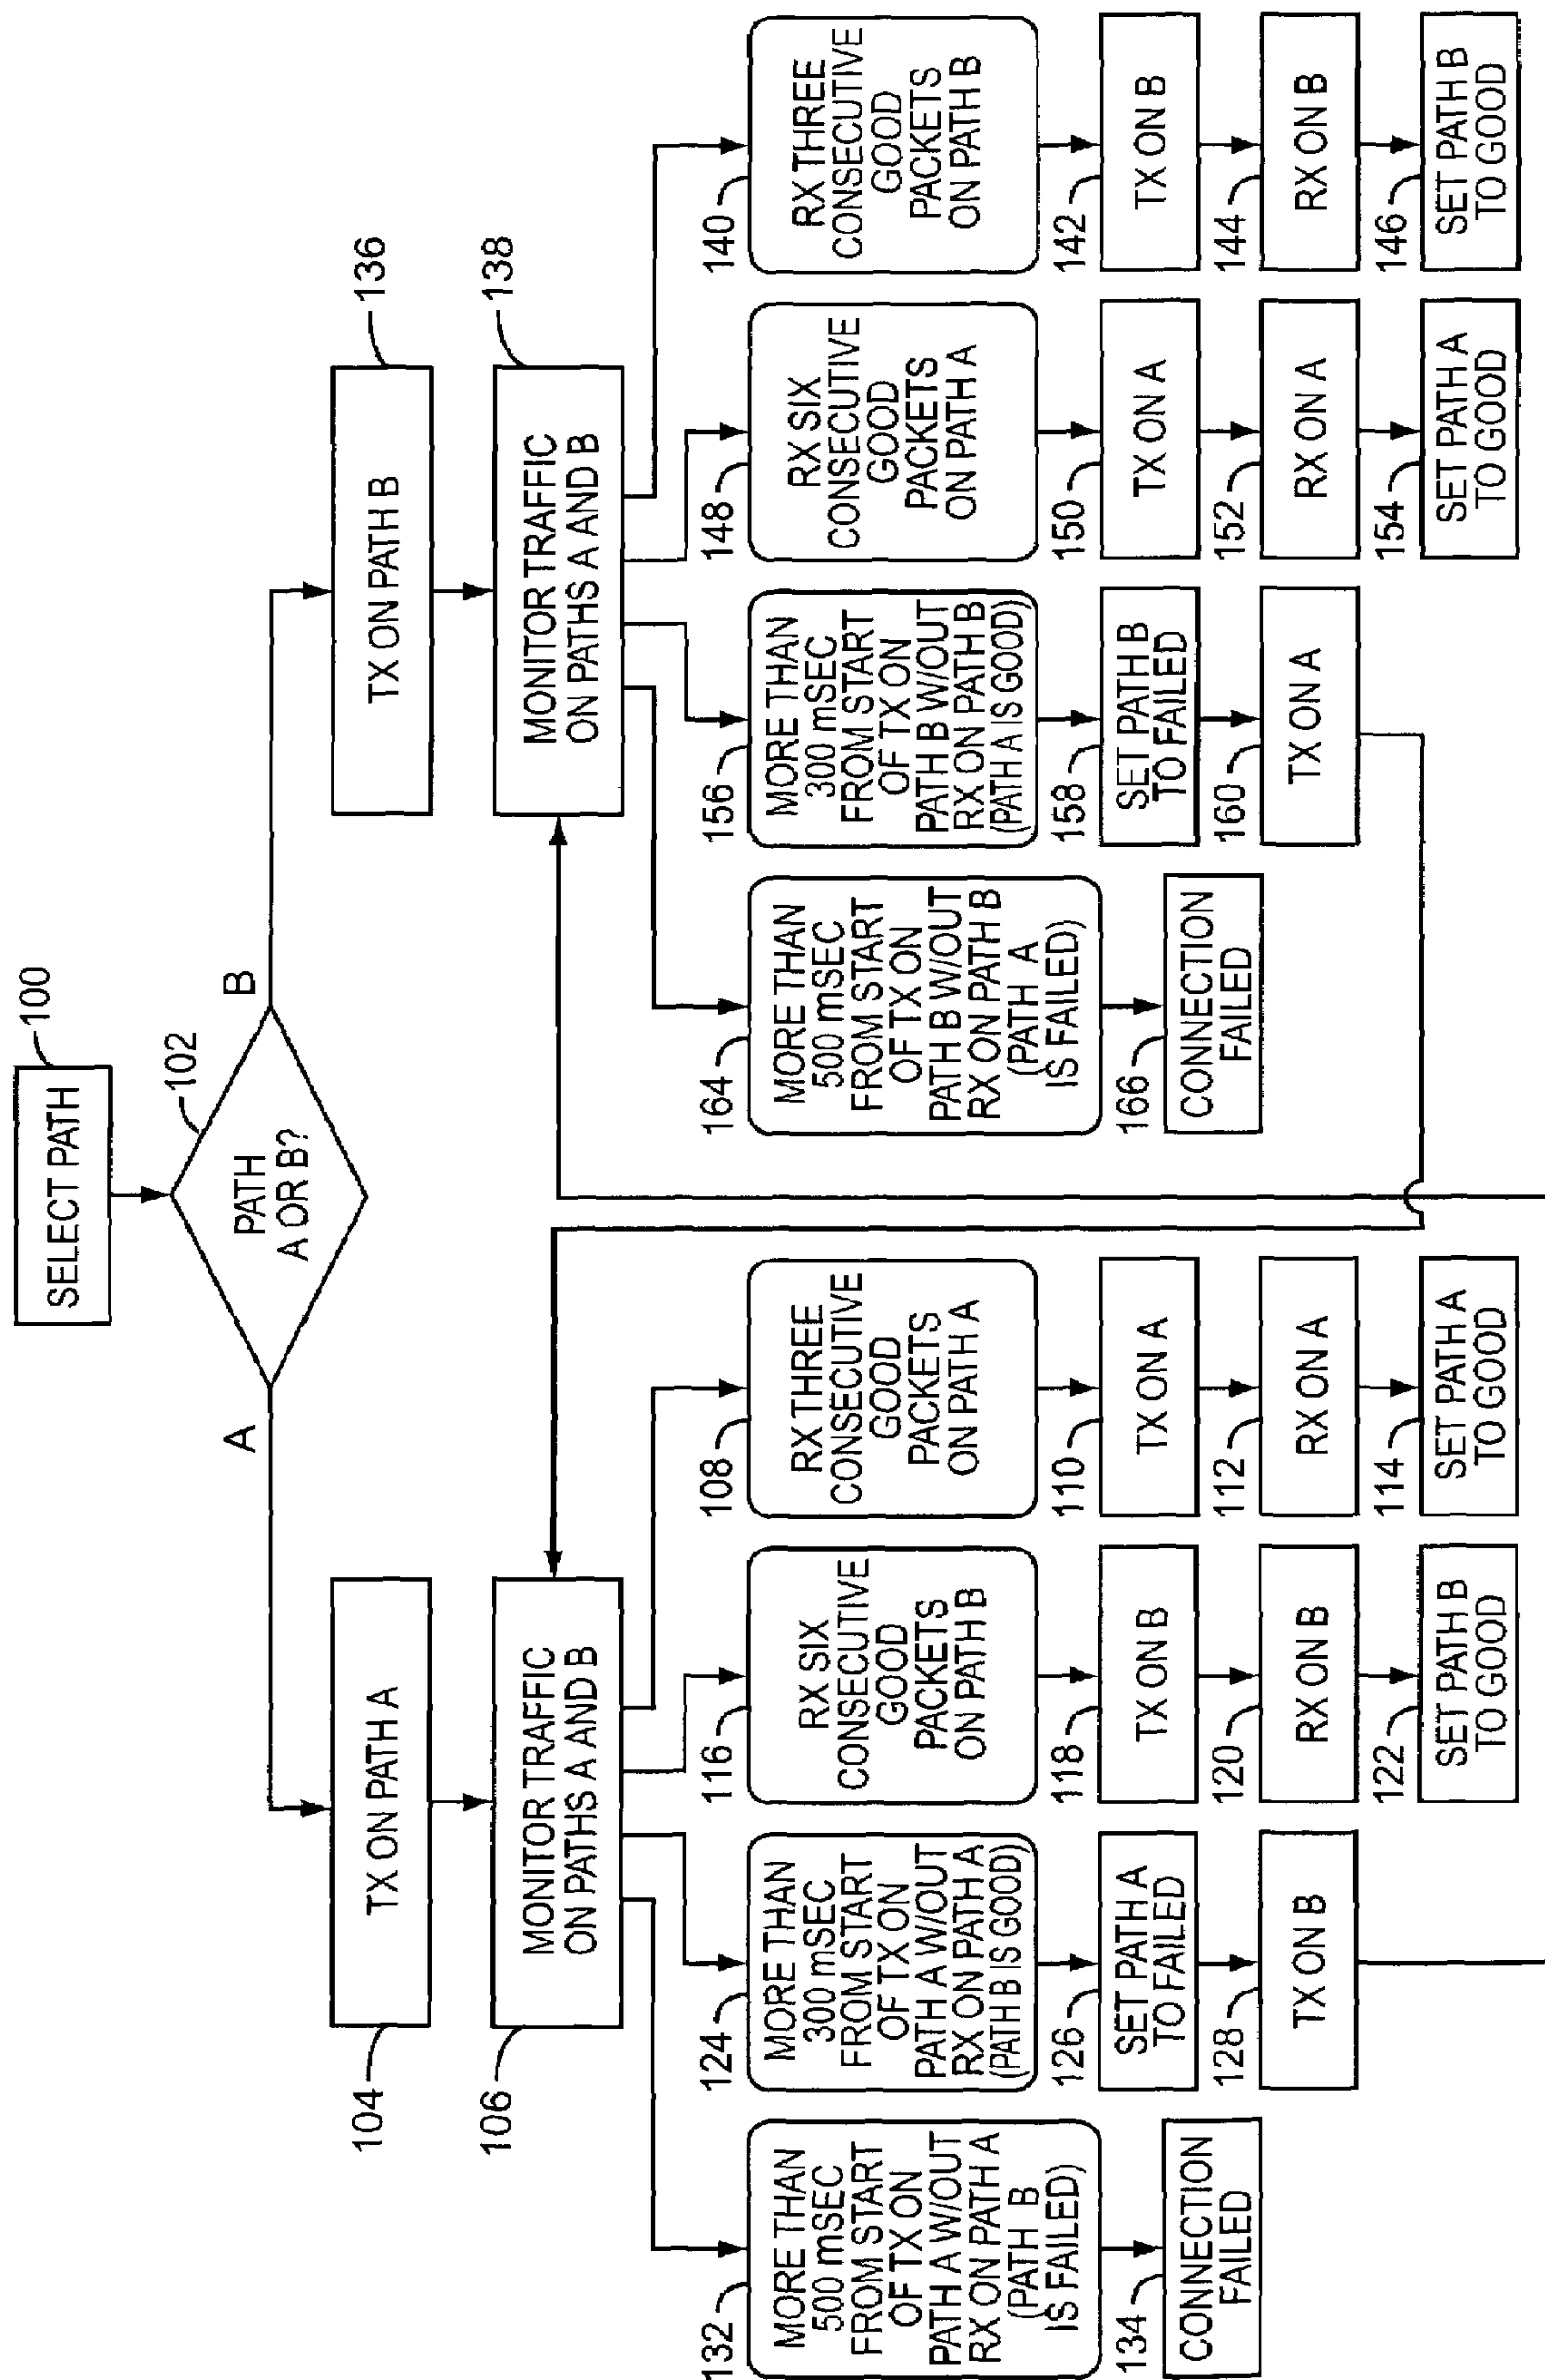 SELECT PATH
100
PATH
A OR B?
102
A
B
TX ON PATH A
104
TX ON PATH B
136
MONITOR TRAFFIC
ON PATHS A AND B
106
MONITOR TRAFFIC
ON PATHS A AND B
138
132
MORE THAN
500 mSEC
FROM START
OF TX ON
PATH A W/OUT
RX ON PATH A
(PATH B
IS FAILED)
134
CONNECTION
FAILED
124
MORE THAN
300 mSEC
FROM START
OF TX ON
PATH A W/OUT
RX ON PATH A
(PATH B IS GOOD)
126
SET PATH A
TO FAILED
128
TX ON B
116
RX SIX
CONSECUTIVE
GOOD
PACKETS
ON PATH B
118
TX ON B
120
RX ON B
122
SET PATH B
TO GOOD
108
RX THREE
CONSECUTIVE
GOOD
PACKETS
ON PATH A
110
TX ON A
112
RX ON A
114
SET PATH A
TO GOOD
164
MORE THAN
500 mSEC
FROM START
OF TX ON
PATH B W/OUT
RX ON PATH B
(PATH A
IS FAILED)
166
CONNECTION
FAILED
156
MORE THAN
300 mSEC
FROM START
OF TX ON
PATH B W/OUT
RX ON PATH B
(PATH A IS GOOD)
158
SET PATH B
TO FAILED
160
TX ON A
148
RX SIX
CONSECUTIVE
GOOD
PACKETS
ON PATH A
150
TX ON A
152
RX ON A
154
SET PATH A
TO GOOD
140
RX THREE
CONSECUTIVE
GOOD
PACKETS
ON PATH B
142
TX ON B
144
RX ON B
146
SET PATH B
TO GOOD